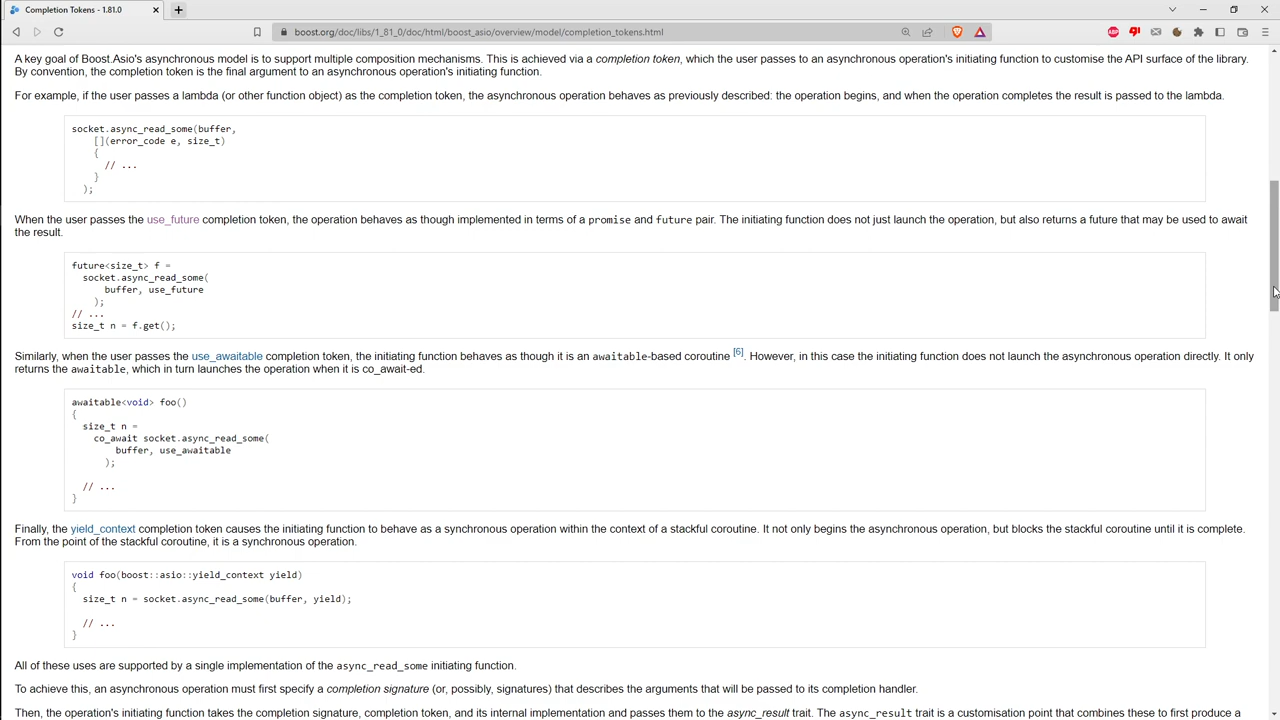 Completion Tokens - 1.81.0
boost.org/doc/libs/1_81_0/doc/html/boost_asio/overview/model/completion_tokens.html
A key goal of Boost.Asio's asynchronous model is to support multiple composition mechanisms. This is achieved via a completion token, which the user passes to an asynchronous operation's initiating function to customise the API surface of the library.
By convention, the completion token is the final argument to an asynchronous operation's initiating function.
For example, if the user passes a lambda (or other function object) as the completion token, the asynchronous operation behaves as previously described: the operation begins, and when the operation completes the result is passed to the lambda.
socket.async_read_some(buffer,
[](error_code e, size_t)
{
// ...
}
);
When the user passes the use_future completion token, the operation behaves as though implemented in terms of a promise and future pair. The initiating function does not just launch the operation, but also returns a future that may be used to await
the result.
future<size_t> f =
socket.async_read_some(
buffer, use_future
);
// ...
size_t n = f.get();
Similarly, when the user passes the use_awaitable completion token, the initiating function behaves as though it is an awaitable-based coroutine [6]. However, in this case the initiating function does not launch the asynchronous operation directly. It only
returns the awaitable, which in turn launches the operation when it is co_await-ed.
awaitable<void> foo()
{
size_t n =
co_await socket.async_read_some(
buffer, use_awaitable
);
// ...
}
Finally, the yield_context completion token causes the initiating function to behave as a synchronous operation within the context of a stackful coroutine. It not only begins the asynchronous operation, but blocks the stackful coroutine until it is complete.
From the point of the stackful coroutine, it is a synchronous operation.
void foo(boost::asio::yield_context yield)
{
size_t n = socket.async_read_some(buffer, yield);
// ...
}
All of these uses are supported by a single implementation of the async_read_some initiating function.
To achieve this, an asynchronous operation must first specify a completion signature (or, possibly, signatures) that describes the arguments that will be passed to its completion handler.
Then, the operation's initiating function takes the completion signature, completion token, and its internal implementation and passes them to the async_result trait. The async_result trait is a customisation point that combines these to first produce a